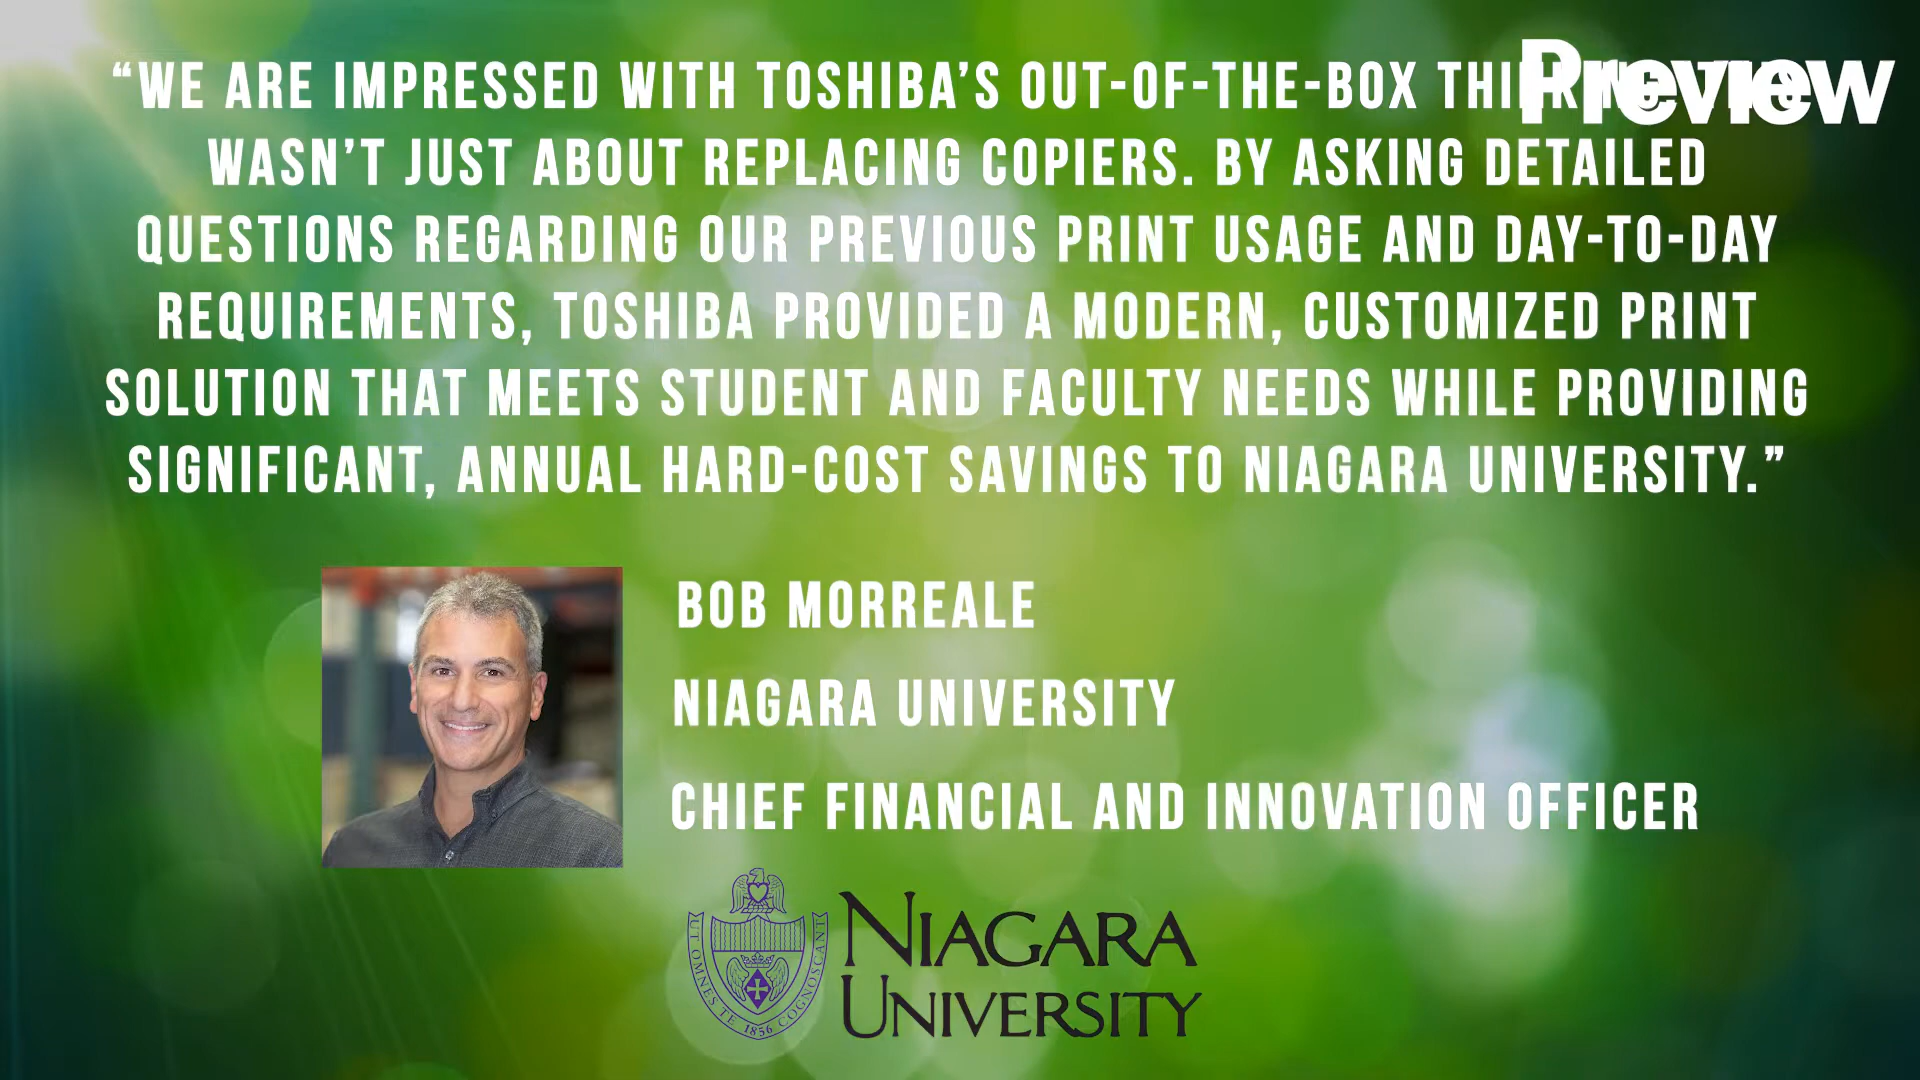 “WE ARE IMPRESSED WITH TOSHIBA’S OUT-OF-THE-BOX
Preview
WASN’T JUST ABOUT REPLACING COPIERS. BY ASKING DETAILED
QUESTIONS REGARDING OUR PREVIOUS PRINT USAGE AND DAY-TO-DAY
REQUIREMENTS, TOSHIBA PROVIDED A MODERN, CUSTOMIZED PRINT
SOLUTION THAT MEETS STUDENT AND FACULTY NEEDS WHILE PROVIDING
SIGNIFICANT, ANNUAL HARD-COST SAVINGS TO NIAGARA UNIVERSITY.”
BOB MORREALE
NIAGARA UNIVERSITY
CHIEF FINANCIAL AND INNOVATION OFFICER
UT OMNES TE COGNOSCANT
1856
NIAGARA
UNIVERSITY